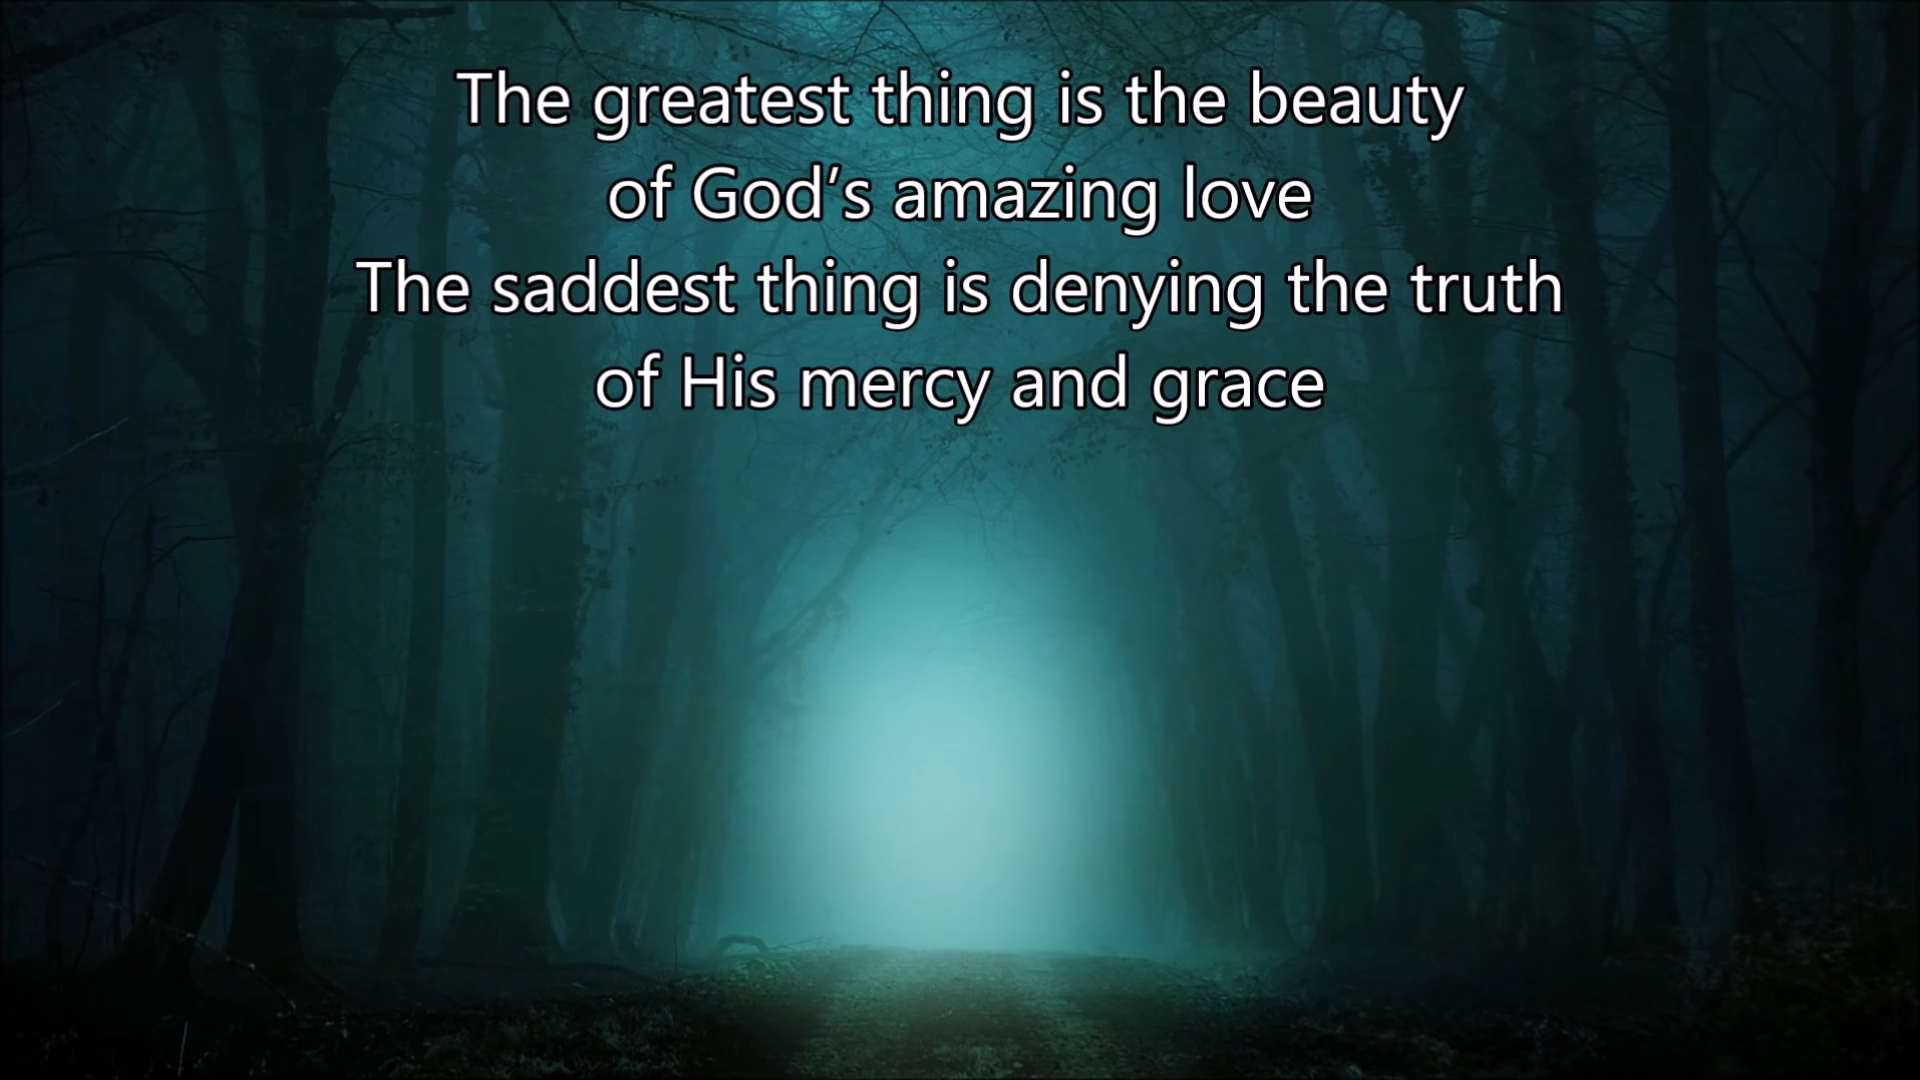 The greatest thing is the beauty
of God’s amazing love
The saddest thing is denying the truth
of His mercy and grace